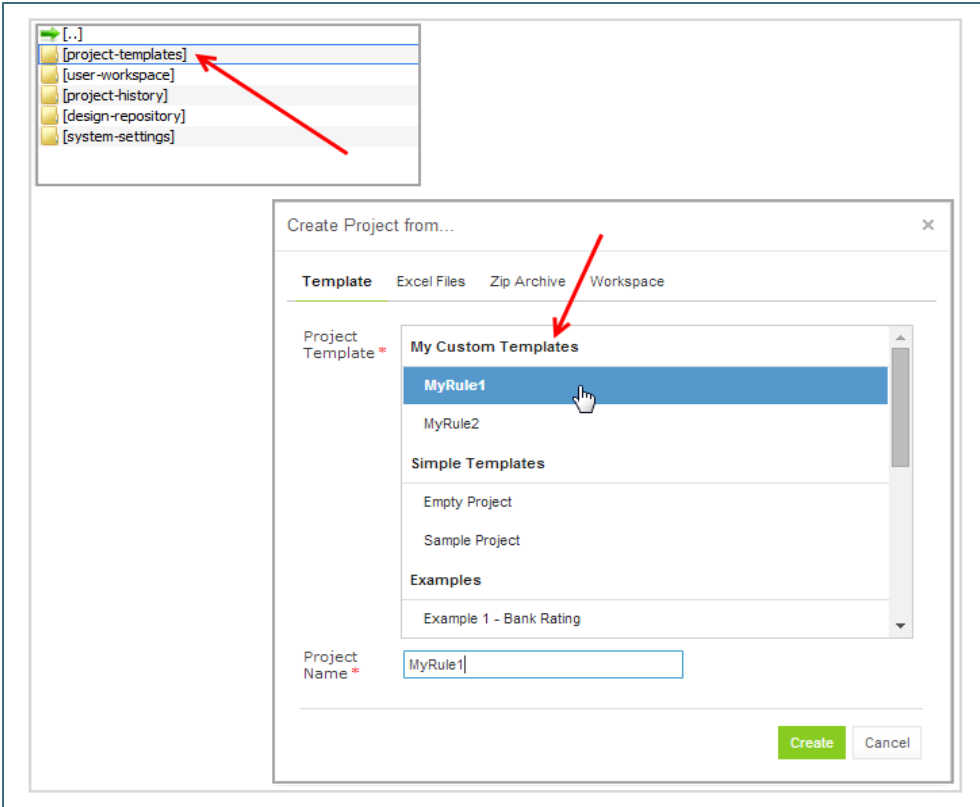 [..]
[project-templates]
[user-workspace]
[project-history]
[design-repository]
[system-settings]
Create Project from...
×
Template Excel Files Zip Archive Workspace
Project
Template *
My Custom Templates
MyRule1
MyRule2
Simple Templates
Empty Project
Sample Project
Examples
Example 1 - Bank Rating
Project
Name *
MyRule1
Create Cancel